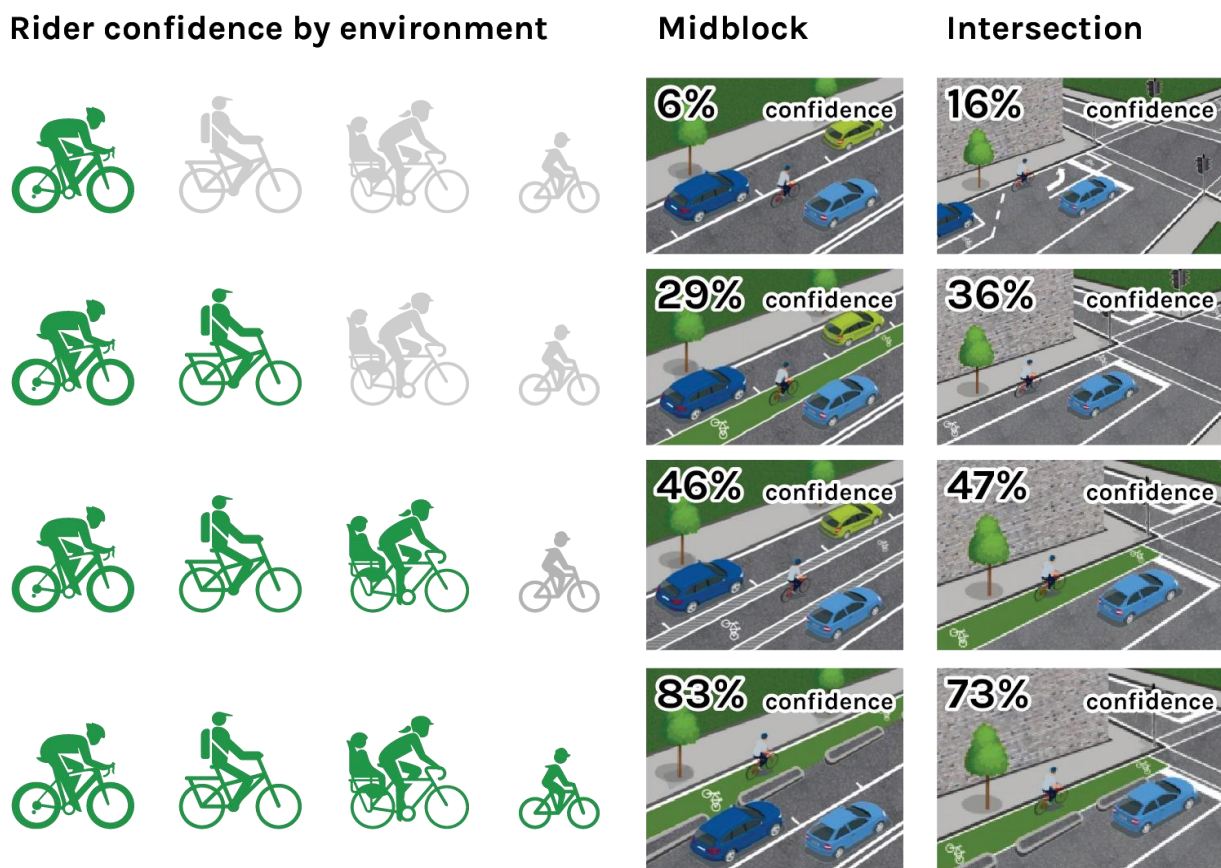 Rider confidence by environment
Midblock
Intersection
6% confidence
16% confidence
29% confidence
36% confidence
46% confidence
47% confidence
83% confidence
73% confidence